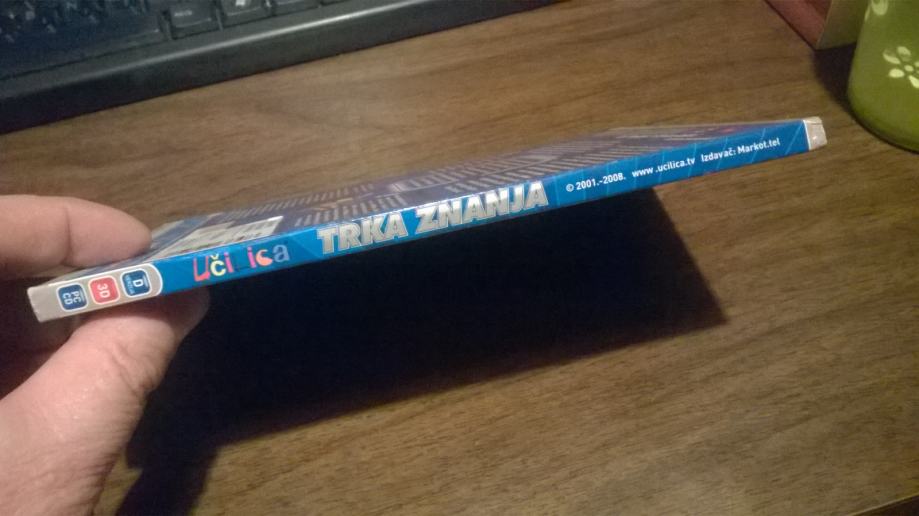 PC CD
3D
D
učilica
TRKA ZNANJA
© 2001.-2008. www.ucilica.tv Izdavač: Markot.tel